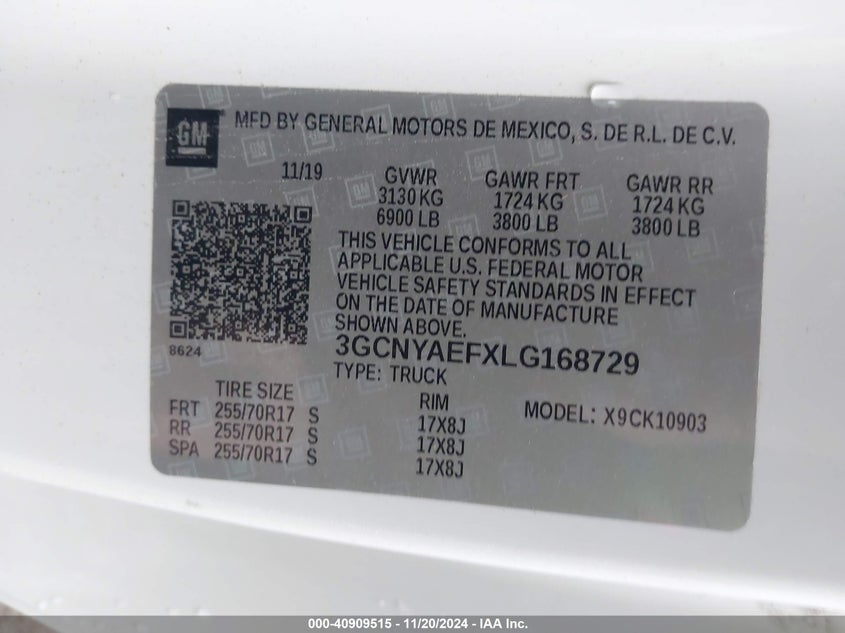 GM ® MFD BY GENERAL MOTORS DE MEXICO, S. DE R.L. DE C.V.
11/19 GVWR GAWR FRT GAWR RR
3130 KG 1724 KG 1724 KG
6900 LB 3800 LB 3800 LB
THIS VEHICLE CONFORMS TO ALL
APPLICABLE U.S. FEDERAL MOTOR
VEHICLE SAFETY STANDARDS IN EFFECT
ON THE DATE OF MANUFACTURE
SHOWN ABOVE.
8624
3GCNYAEFXLG168729
TYPE: TRUCK
TIRE SIZE RIM MODEL: X9CK10903
FRT 255/70R17 S 17X8J
RR 255/70R17 S 17X8J
SPA 255/70R17 S 17X8J
000-40909515 - 11/20/2024 - IAA Inc.